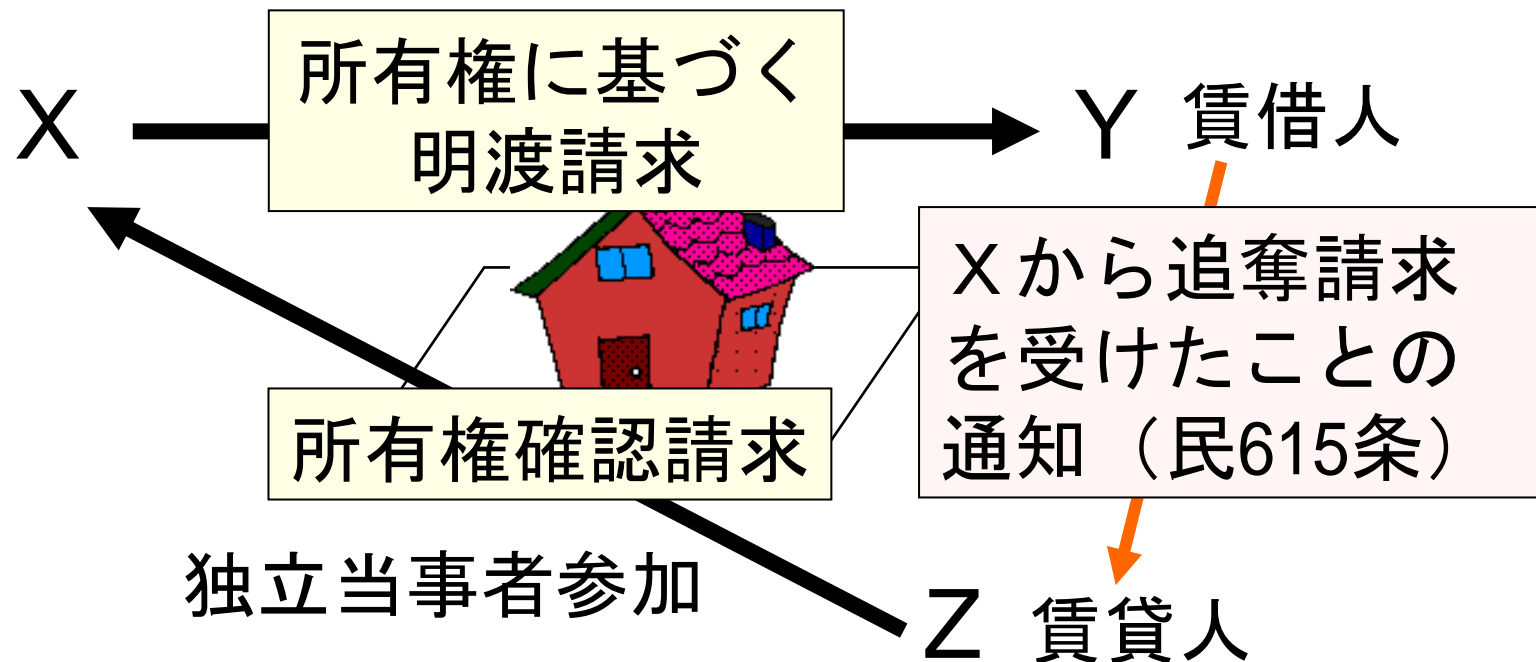 X
所有権に基づく
明渡請求
Y 賃借人
Xから追奪請求
を受けたことの
通知（民615条）
所有権確認請求
独立当事者参加
Z 賃貸人